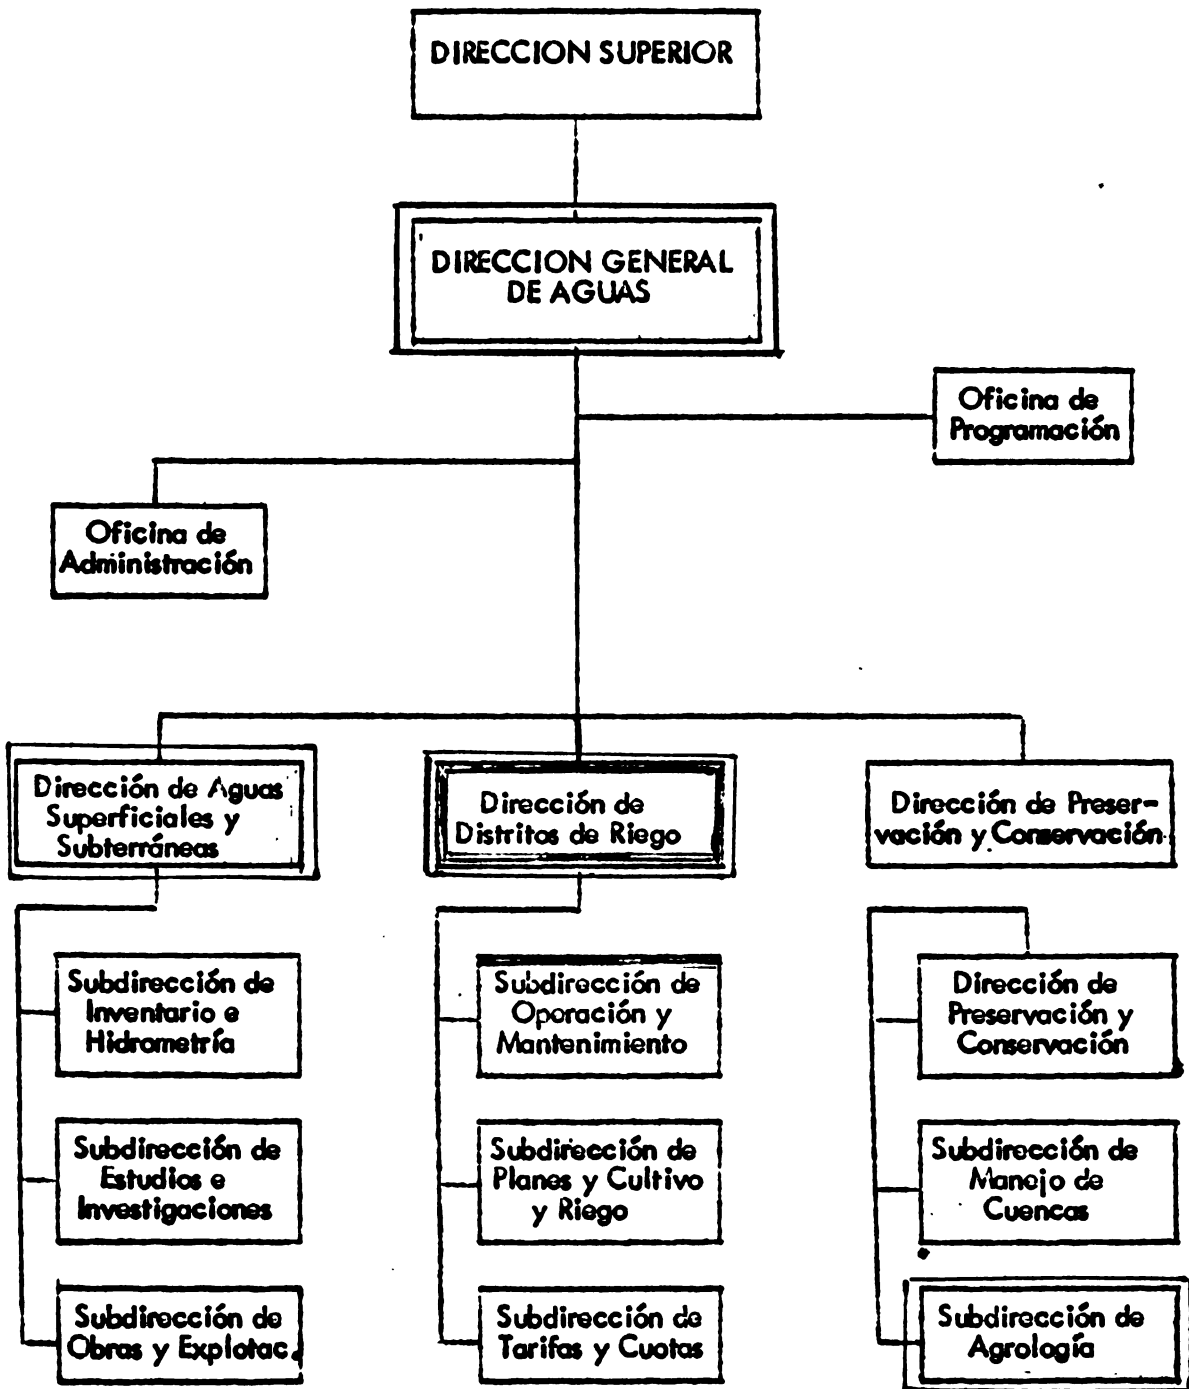 DIRECCION SUPERIOR
DIRECCION GENERAL
DE AGUAS
Oficina de
Programación
Oficina de
Administración
Dirección de Aguas
Superficiales y
Subterráneas
Dirección de
Distritos de Riego
Dirección de Preser-
vación y Conservación
Subdirección de
Inventario e
Hidrometría
Subdirección de
Oporación y
Mantenimiento
Dirección de
Preservación y
Conservación
Subdirección de
Estudios e
Investigaciones
Subdirección de
Planes y Cultivo
y Riego
Subdirección de
Manejo de
Cuencas
Subdirección de
Obras y Explotac.
Subdirección de
Tarifas y Cuotas
Subdirección de
Agrología